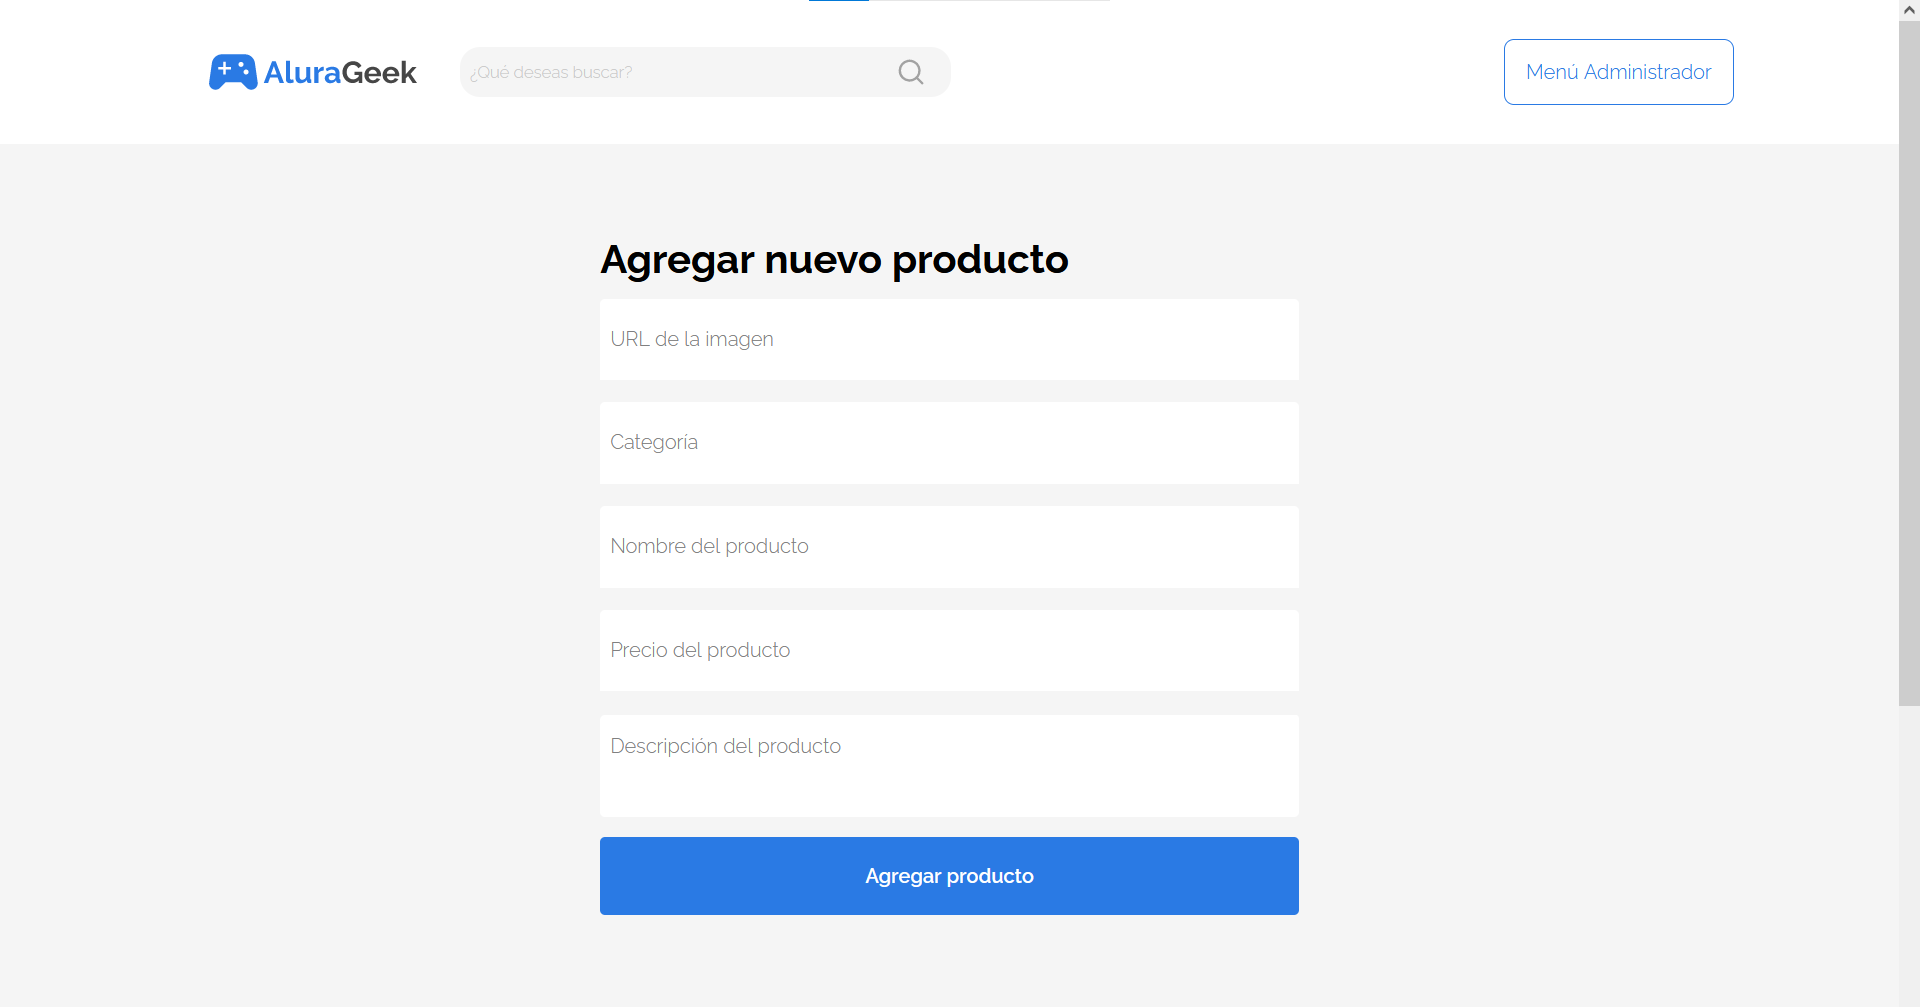 AluraGeek
¿Qué deseas buscar?
Menú Administrador
Agregar nuevo producto
URL de la imagen
Categoría
Nombre del producto
Precio del producto
Descripción del producto
Agregar producto